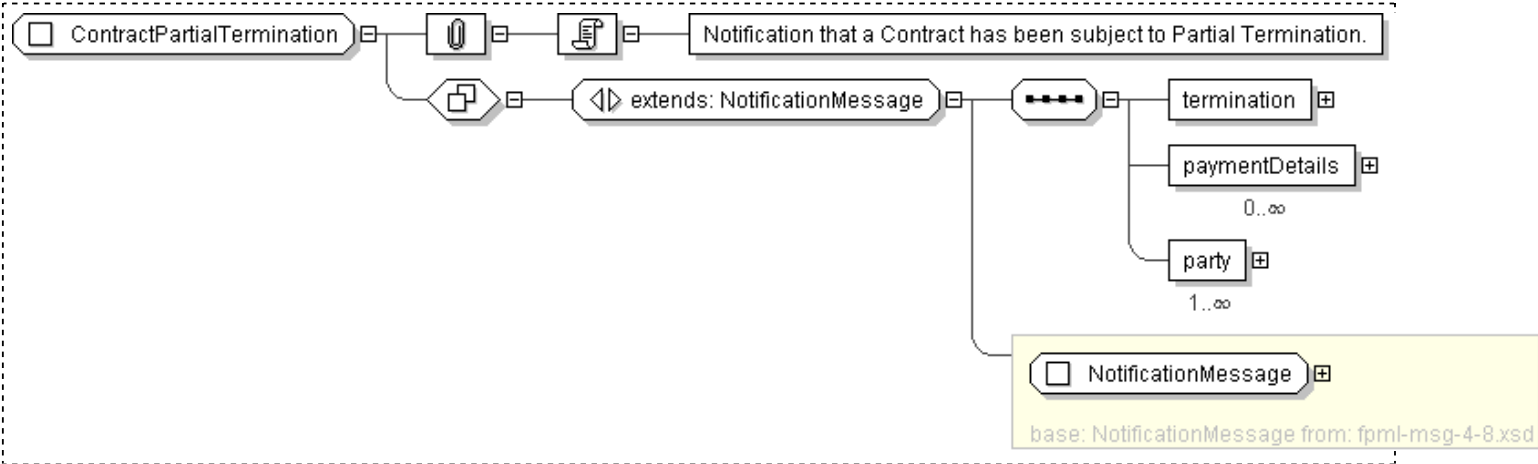 ContractPartialTermination
Notification that a Contract has been subject to Partial Termination.
extends: NotificationMessage
termination
paymentDetails
0..∞
party
1..∞
NotificationMessage
base: NotificationMessage from: fpml-msg-4-8.xsd